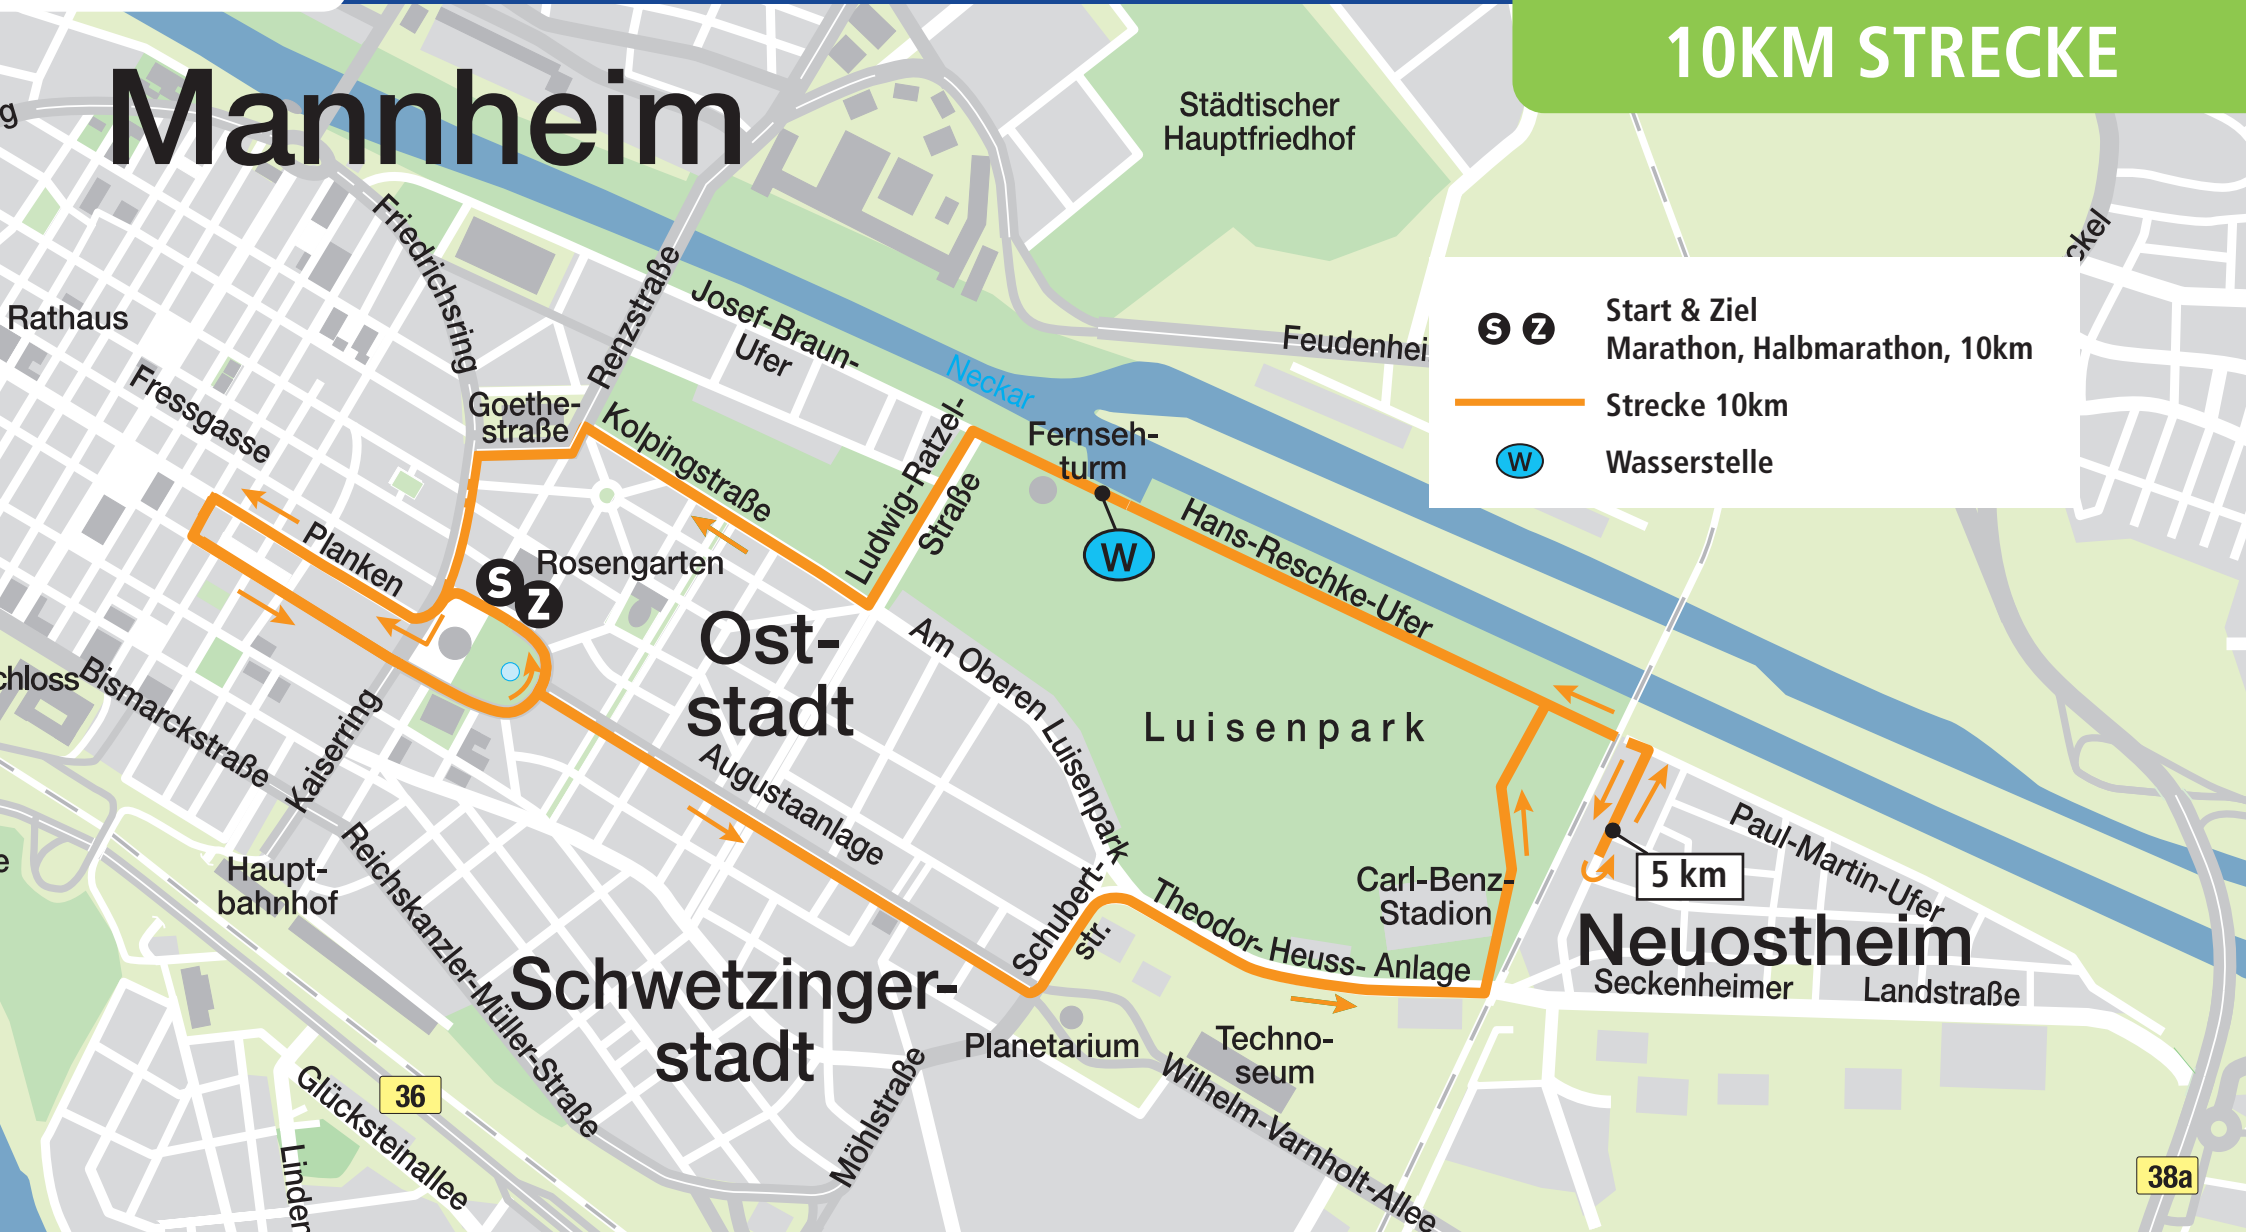 10KM STRECKE
Mannheim
Städtischer
Hauptfriedhof
g
Friedrichsring
Renzstraße
Rathaus
Josef-Braun-
Ufer
Feudenhei
ckel
S Z
Start & Ziel
Marathon, Halbmarathon, 10km
Strecke 10km
W
Wasserstelle
Neckar
Fressgasse
Goethe-
straße
Kolpingstraße
Ludwig-Ratzel-
Straße
Fernseh-
turm
W
Hans-Reschke-Ufer
Planken
S
Z
Rosengarten
Ost-
stadt
Am Oberen Luisenpark
Luisenpark
chloss
Bismarckstraße
Kaiserring
Augustaanlage
Paul-Martin-Ufer
5 km
e
Haupt-
bahnhof
Reichskanzler-Müller-Straße
Schubert-
str.
Theodor- Heuss- Anlage
Carl-Benz-
Stadion
Neuostheim
Seckenheimer
Landstraße
Schwetzinger-
stadt
Planetarium
Techno-
seum
Möhlstraße
Wilhelm-Varnholt-Allee
36
Glücksteinallee
Linden
38a